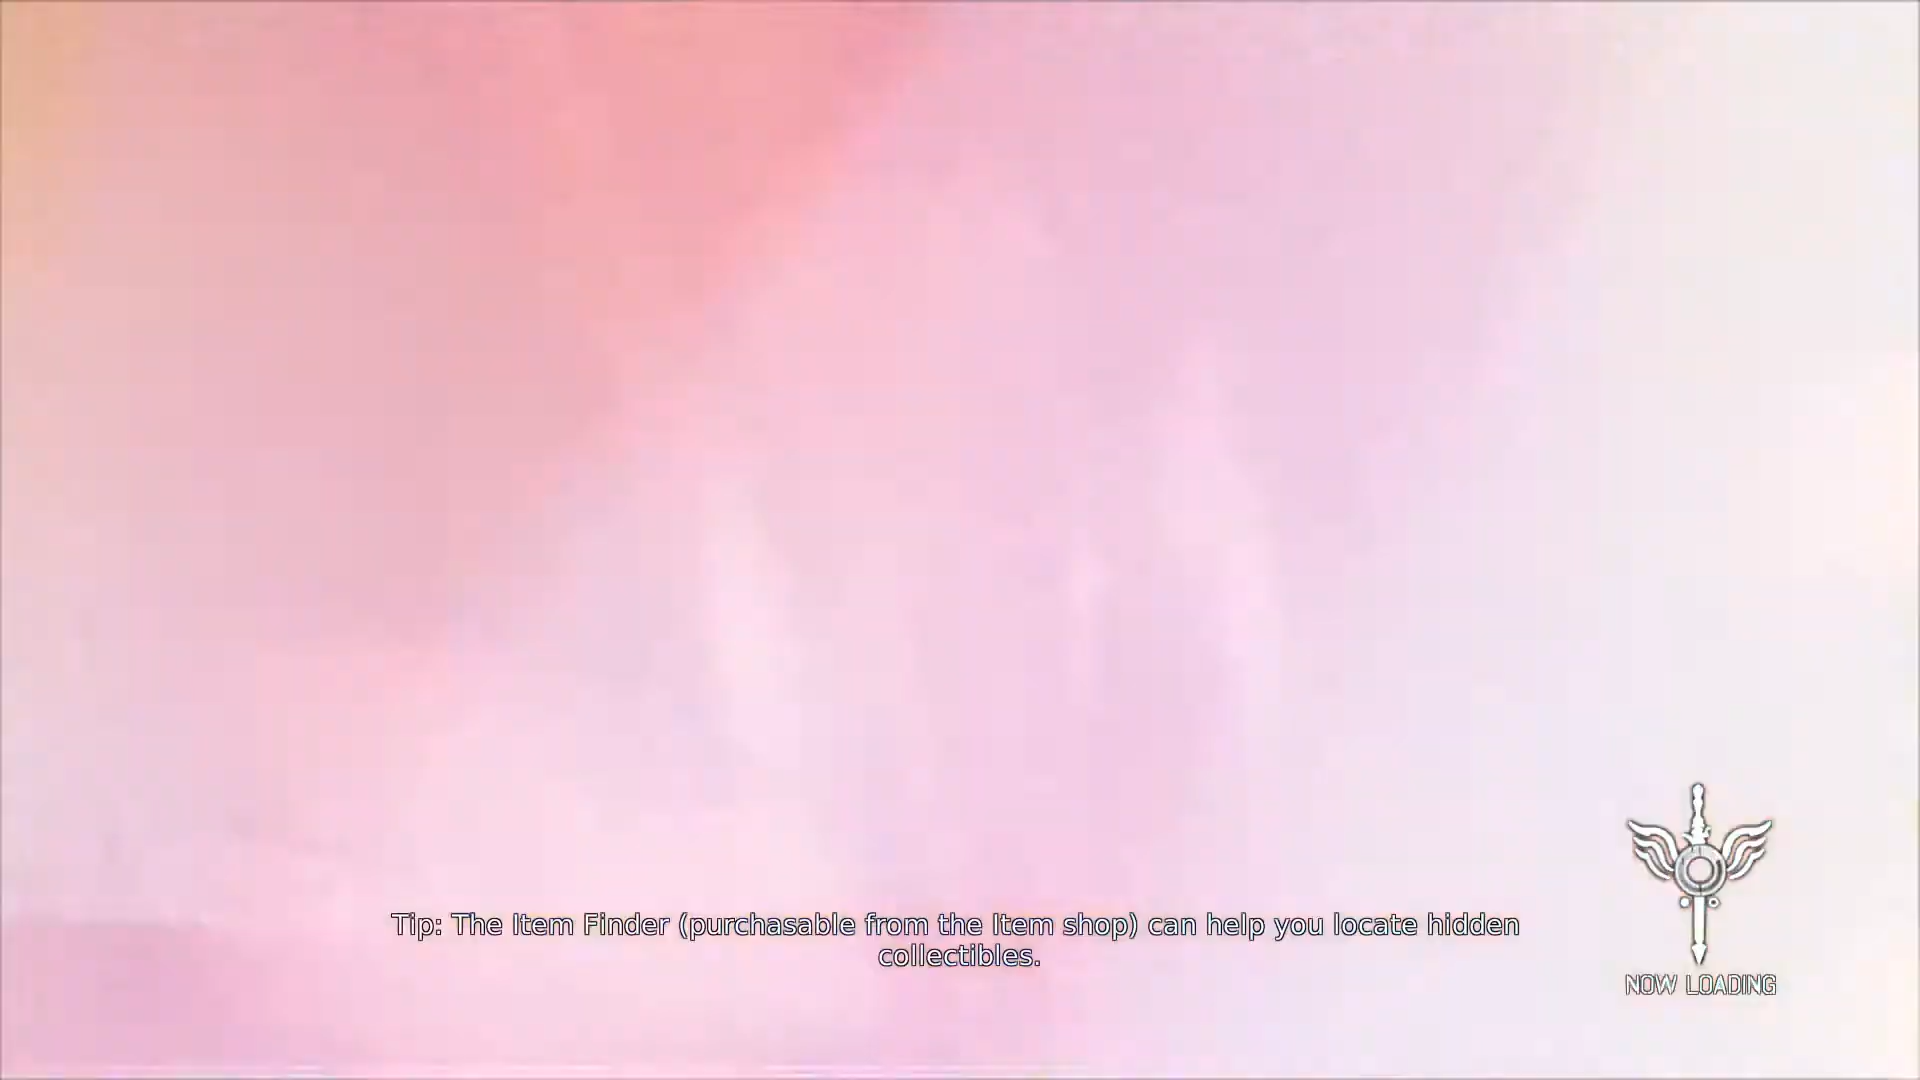 Tip: The Item Finder (purchasable from the Item shop) can help you locate hidden
collectibles.
NOW LOADING